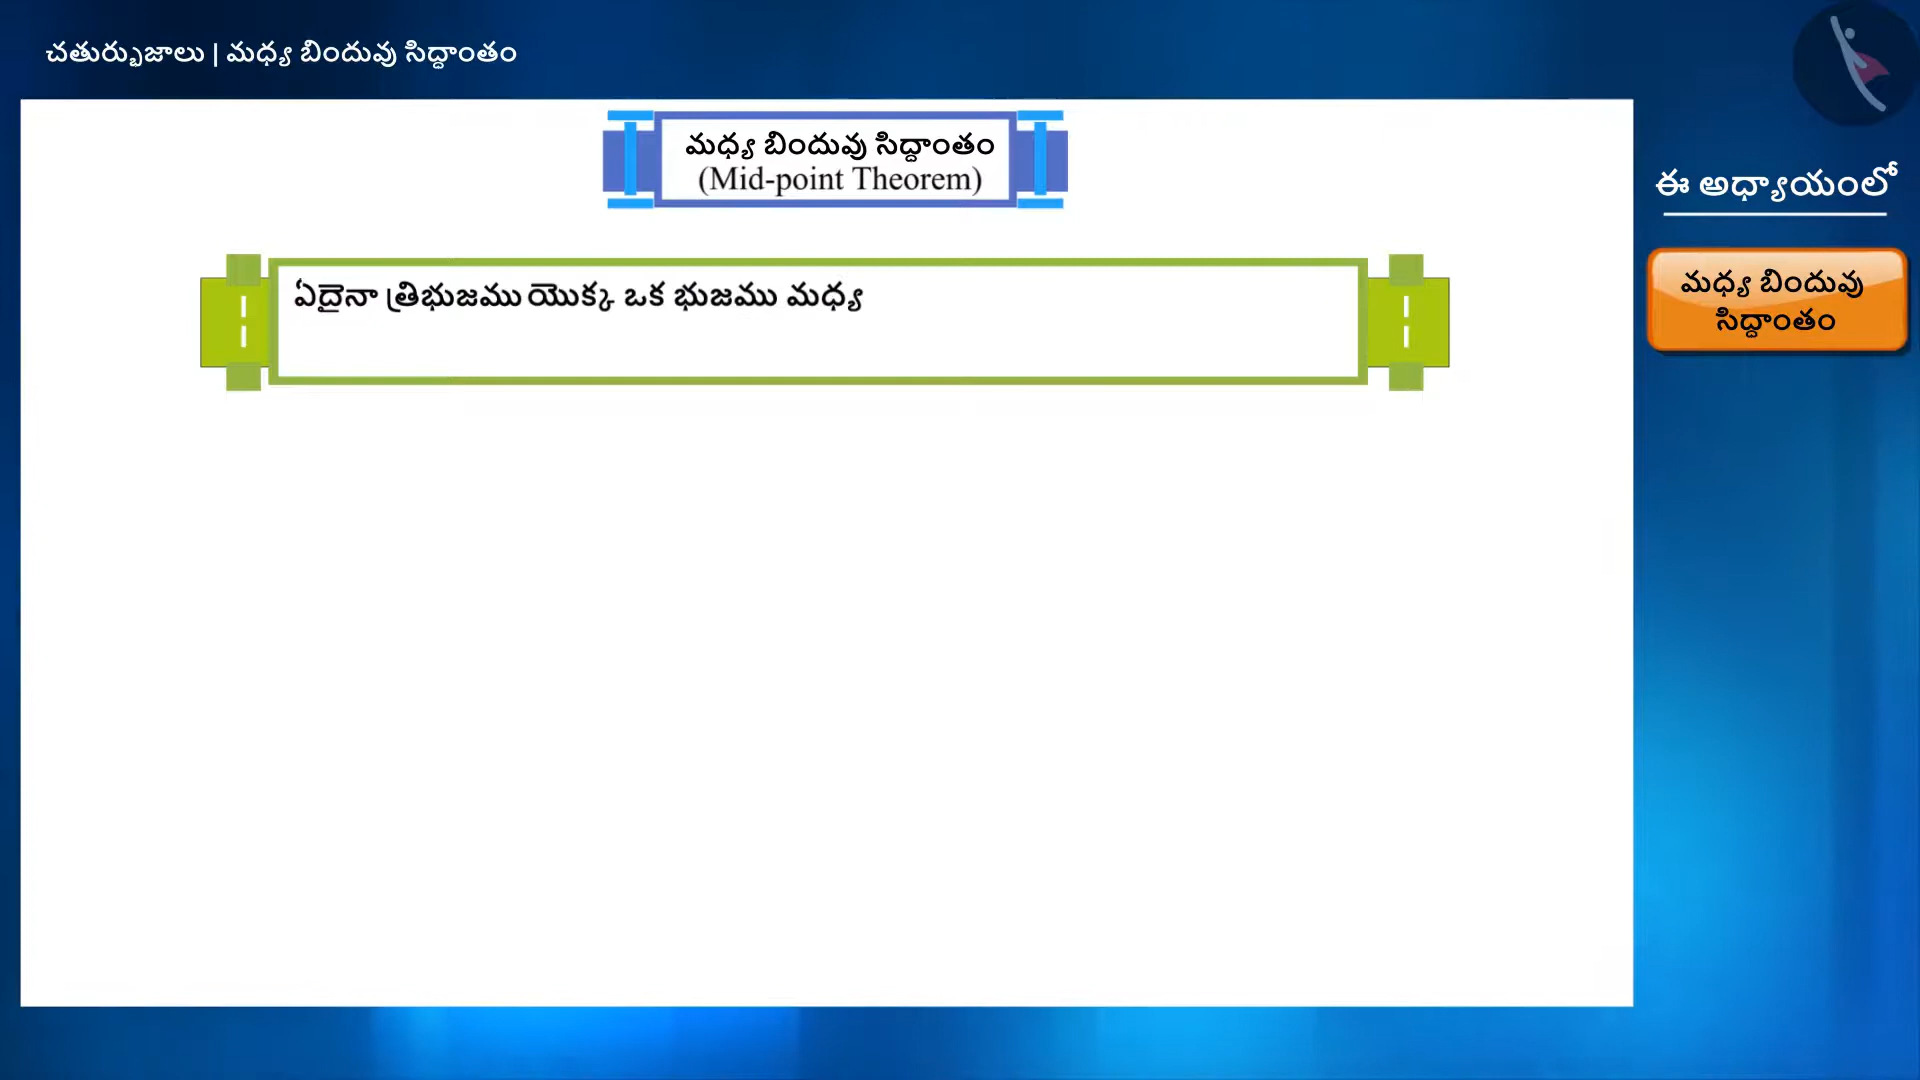 చతుర్భుజాలు | మధ్య బిందువు సిద్ధాంతం
మధ్య బిందువు సిద్ధాంతం
(Mid-point Theorem)
ఏదైనా త్రిభుజము యొక్క ఒక భుజము మధ్య
ఈ అధ్యాయంలో
మధ్య బిందువు
సిద్ధాంతం